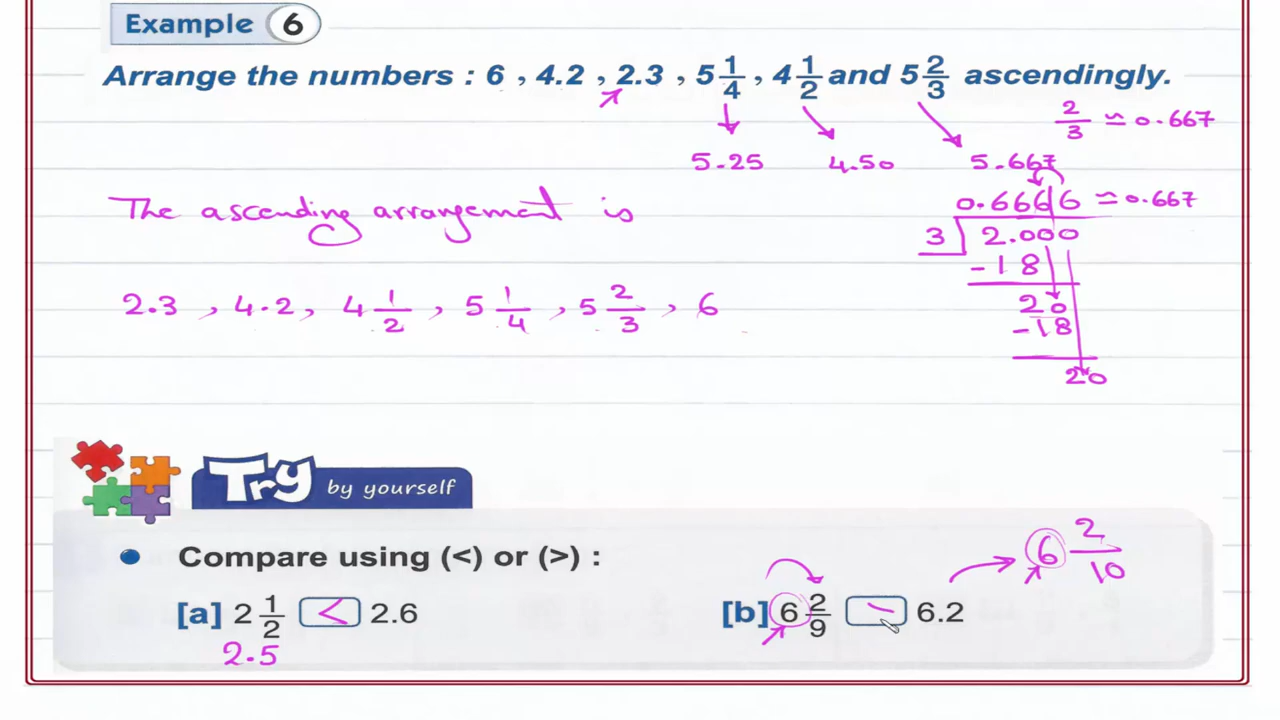 Example 6
Arrange the numbers : 6 , 4.2 , 2.3 , 5 1/4 , 4 1/2 and 5 2/3 ascendingly.
2/3 ≃ 0.667
5.25 4.50 5.667
0.6666 ≃ 0.667
The ascending arrangement is
3 2.000
-18
20
-18
20
2.3 , 4.2 , 4 1/2 , 5 1/4 , 5 2/3 , 6
Try by yourself
Compare using (<) or (>) :
6 2/10
[a] 2 1/2 < 2.6
2.5
[b] 6 2/9 6.2